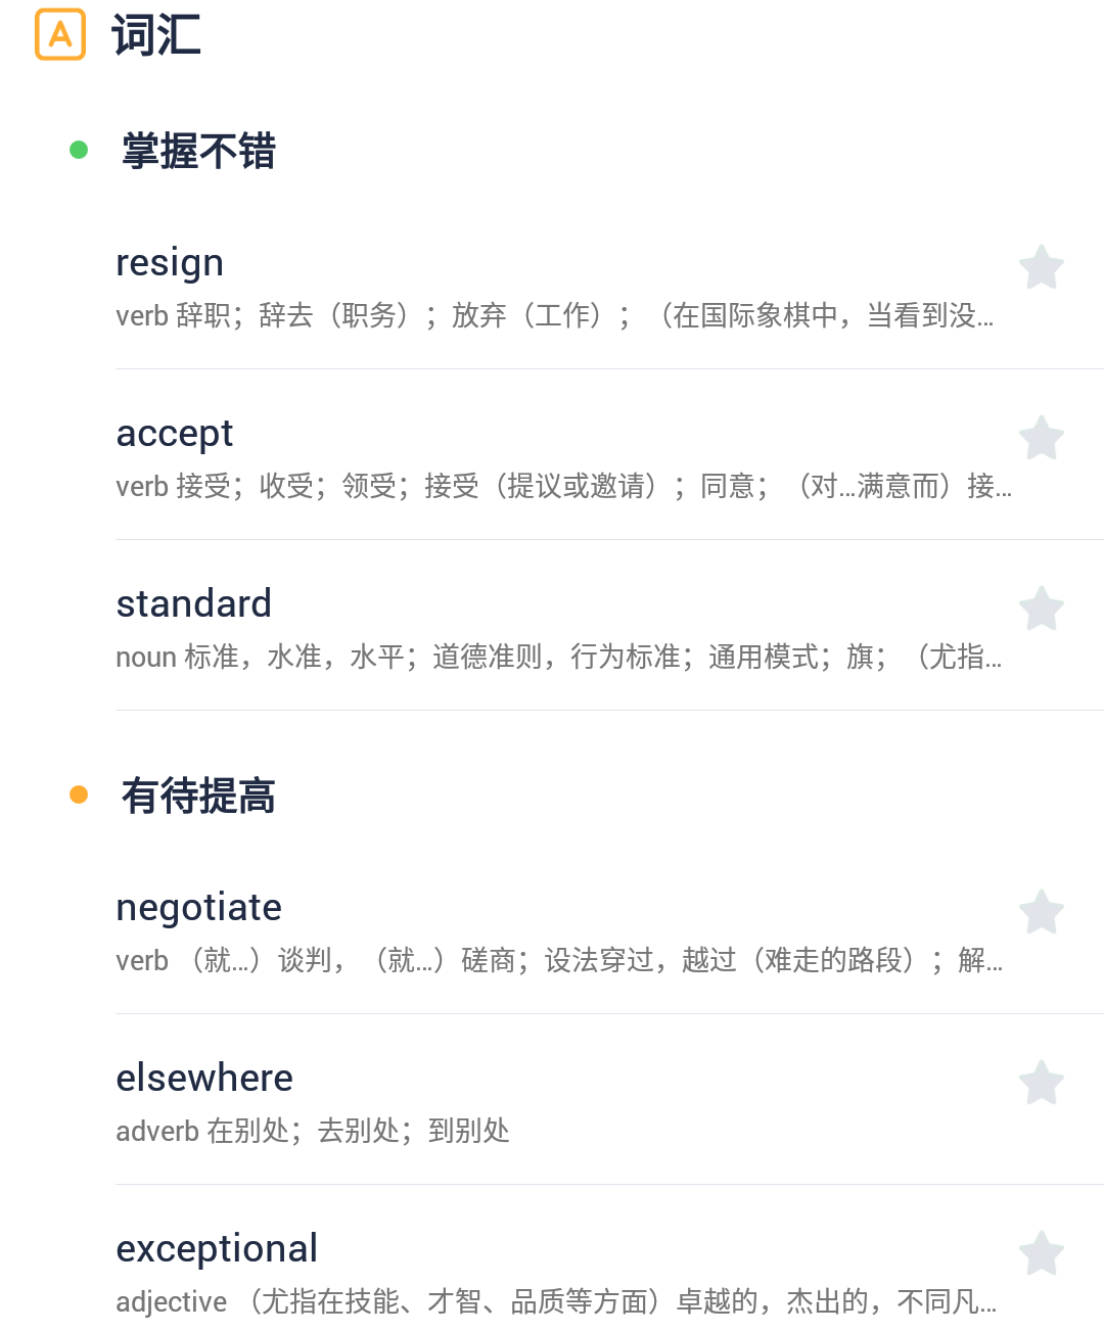 A 词汇
掌握不错
resign
verb 辞职；辞去（职务）；放弃（工作）；（在国际象棋中，当看到没...
accept
verb 接受；收受；领受；接受（提议或邀请）；同意；（对...满意而）接...
standard
noun 标准，水准，水平；道德准则，行为标准；通用模式；旗；（尤指...
有待提高
negotiate
verb （就...）谈判，（就...）磋商；设法穿过，越过（难走的路段）；解...
elsewhere
adverb 在别处；去别处；到别处
exceptional
adjective （尤指在技能、才智、品质等方面）卓越的，杰出的，不同凡...